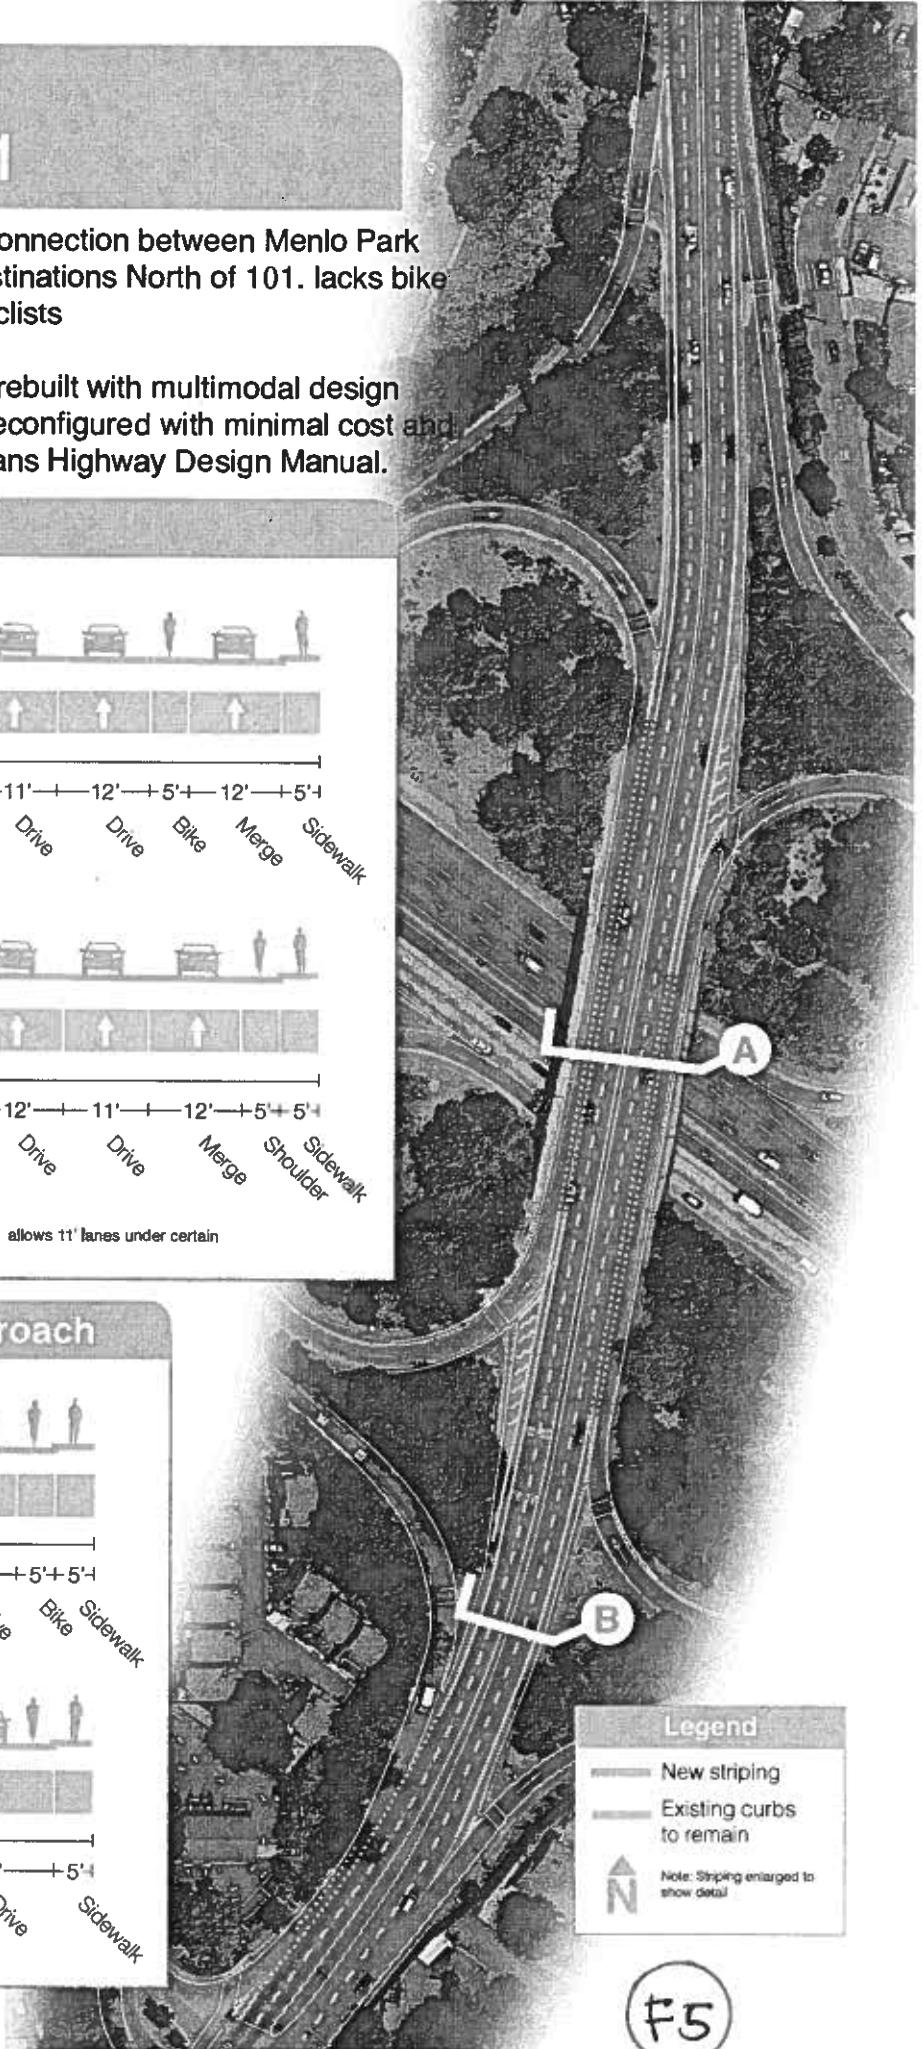 onnection between Menlo Park
stinations North of 101. lacks bike
clists
rebuilt with multimodal design
econfigured with minimal cost and
ans Highway Design Manual.
11' 12' 5' 12' 5'
Drive Drive Bike Merge Sidewalk
12' 11' 12' 5' 5'
Drive Drive Merge Shoulder Sidewalk
allows 11' lanes under certain
roach
5' 5'
Bike Sidewalk
5'
Drive Sidewalk
A
B
Legend
New striping
Existing curbs
to remain
N
Note: Striping enlarged to
show detail
F5